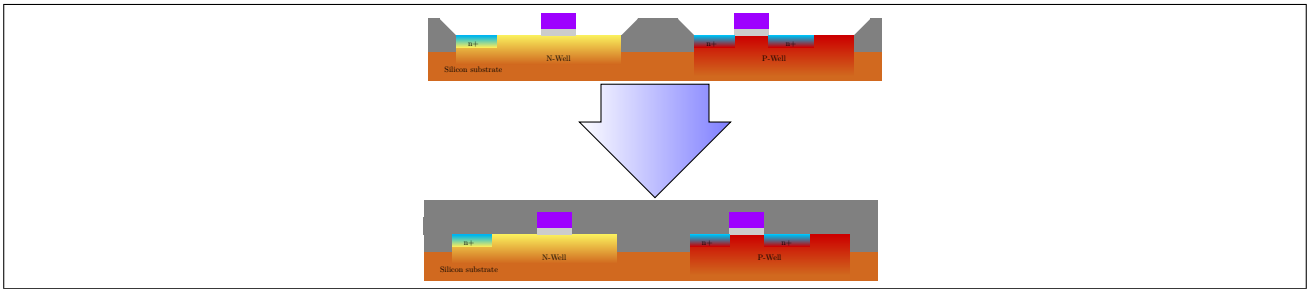 n+ n+ n+
N-Well P-Well
Silicon substrate
n+ n+ n+
N-Well P-Well
Silicon substrate